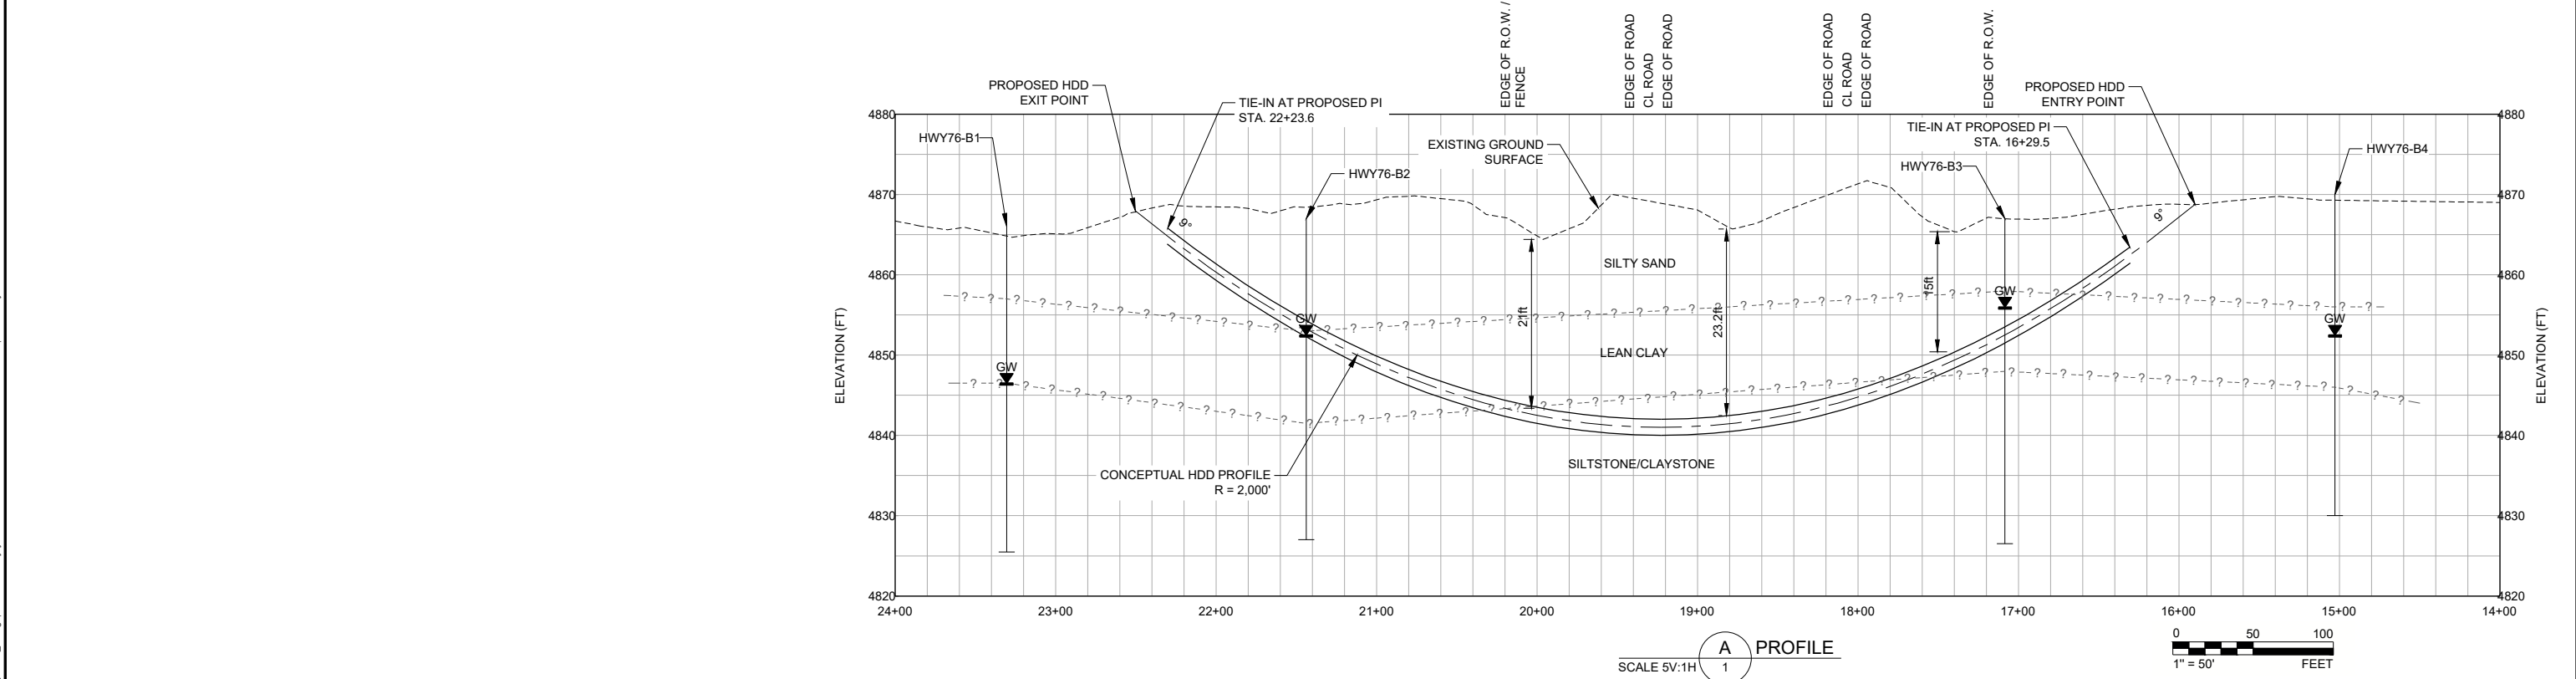 EDGE OF R.O.W. /
FENCE
EDGE OF ROAD
CL ROAD
EDGE OF ROAD
EDGE OF ROAD
CL ROAD
EDGE OF ROAD
EDGE OF R.O.W.
PROPOSED HDD
EXIT POINT
TIE-IN AT PROPOSED PI
STA. 22+23.6
PROPOSED HDD
ENTRY POINT
HWY76-B1
HWY76-B2
EXISTING GROUND
SURFACE
TIE-IN AT PROPOSED PI
STA. 16+29.5
HWY76-B3
HWY76-B4
9°
9°
SILTY SAND
LEAN CLAY
SILTSTONE/CLAYSTONE
21ft
23.2ft
15ft
GW
GW
GW
GW
CONCEPTUAL HDD PROFILE
R = 2,000'
ELEVATION (FT)
4880
4870
4860
4850
4840
4830
4820
4880
4870
4860
4850
4840
4830
4820
ELEVATION (FT)
24+00 23+00 22+00 21+00 20+00 19+00 18+00 17+00 16+00 15+00 14+00
A PROFILE
SCALE 5V:1H 1
0 50 100
1" = 50' FEET